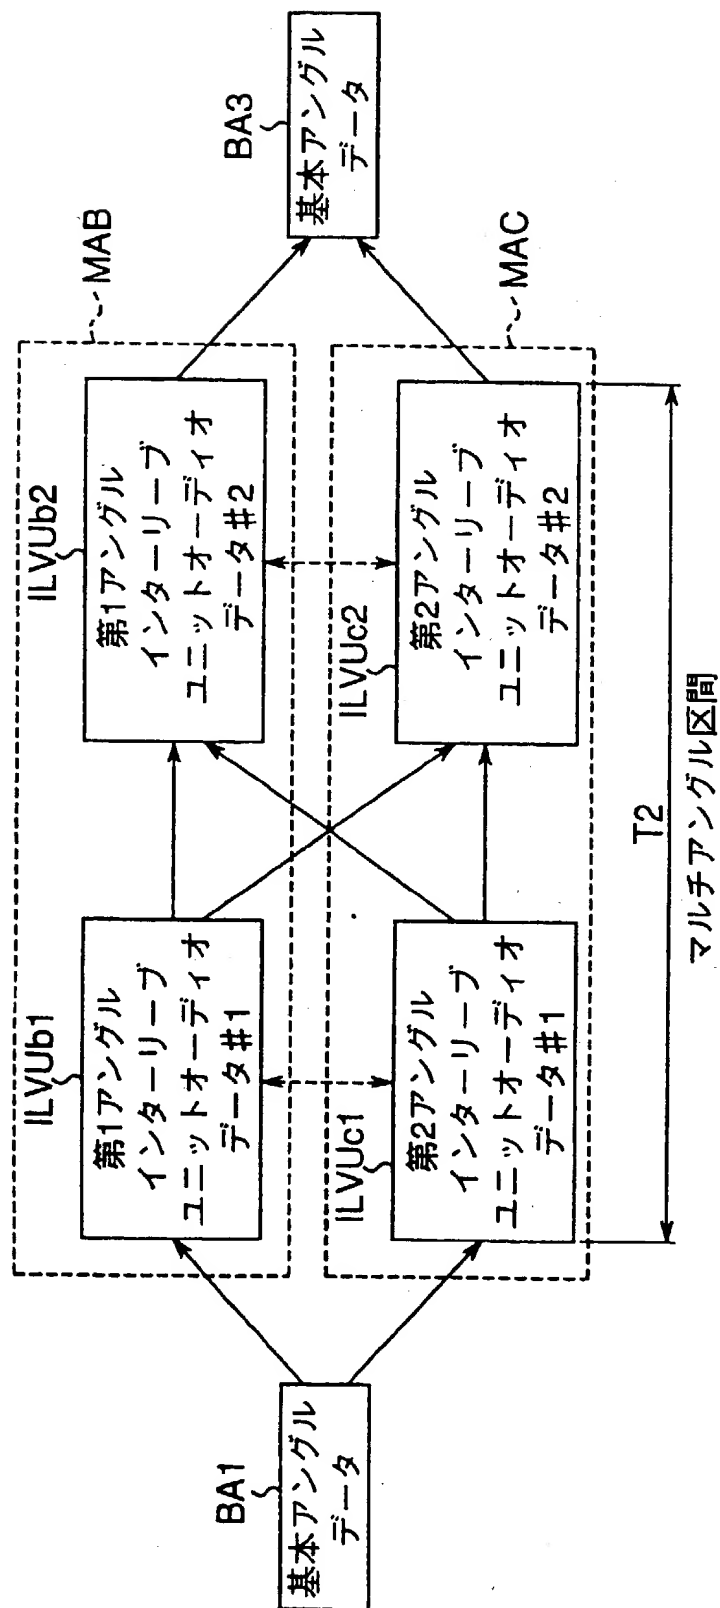 BA1
基本アングル
データ
MAB
ILVUb1
第1アングル
インターリーブ
ユニットオーディオ
データ#1
ILVUb2
第1アングル
インターリーブ
ユニットオーディオ
データ#2
ILVUc1
第2アングル
インターリーブ
ユニットオーディオ
データ#1
ILVUc2
第2アングル
インターリーブ
ユニットオーディオ
データ#2
MAC
BA3
基本アングル
データ
T2
マルチアングル区間